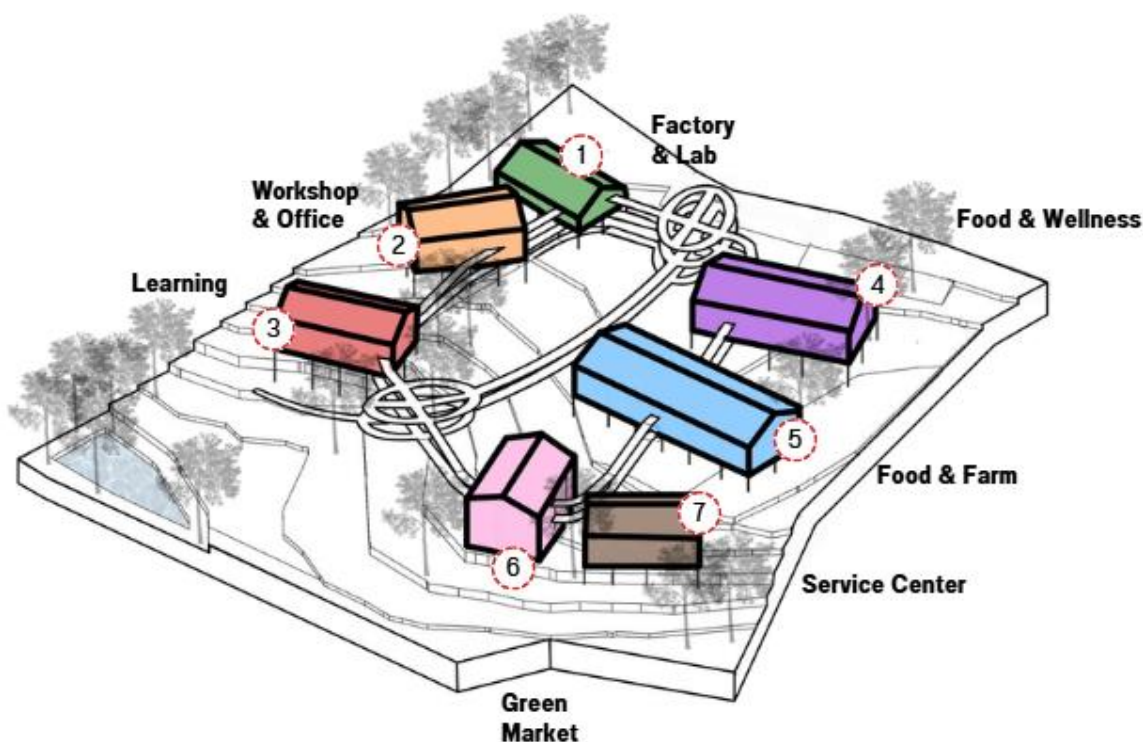 Factory
& Lab
1
Workshop
& Office
2
Food & Wellness
Learning
3
4
5
Food & Farm
7
6
Service Center
Green
Market